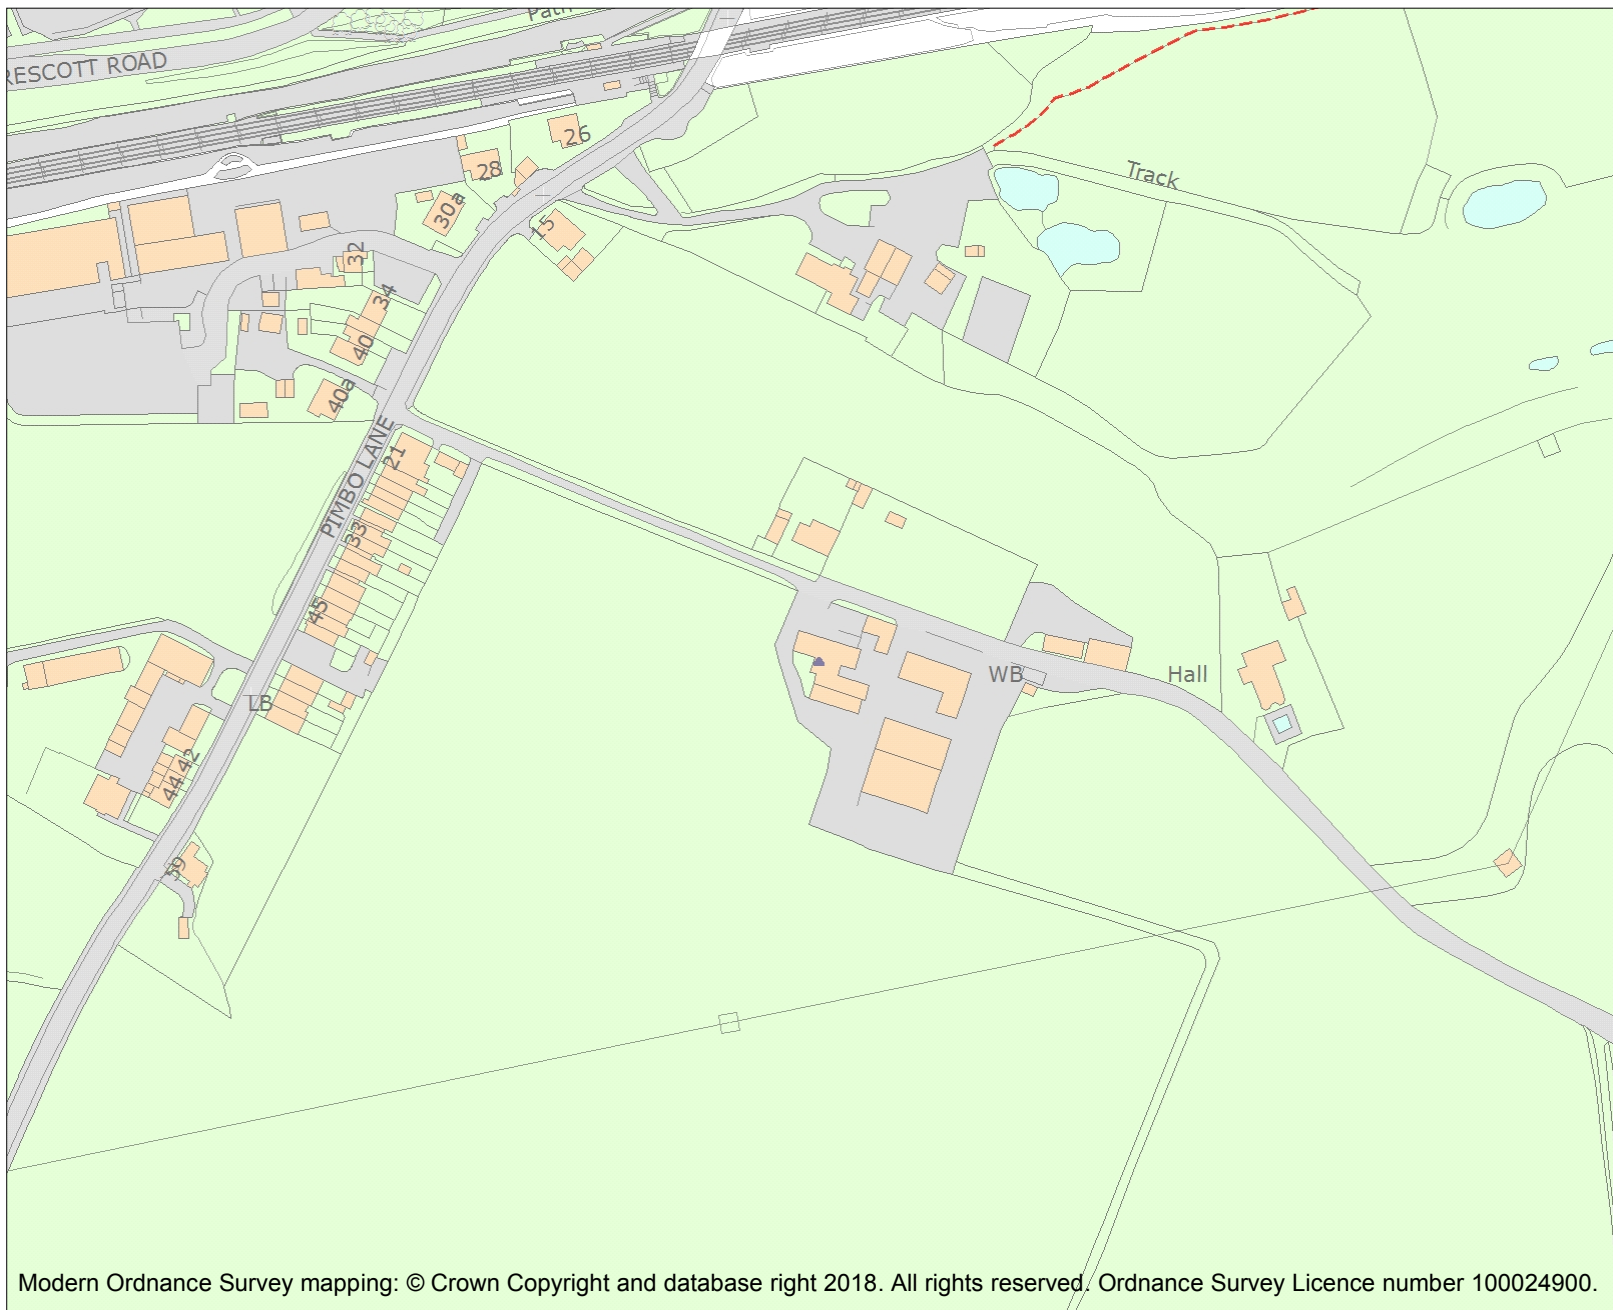 Path
RESCOTT ROAD
26
28
30a
15
Track
32
34
40
40a
PIMBO LANE
21
33
45
WB
Hall
LB
42
44
59
Modern Ordnance Survey mapping: © Crown Copyright and database right 2018. All rights reserved. Ordnance Survey Licence number 100024900.